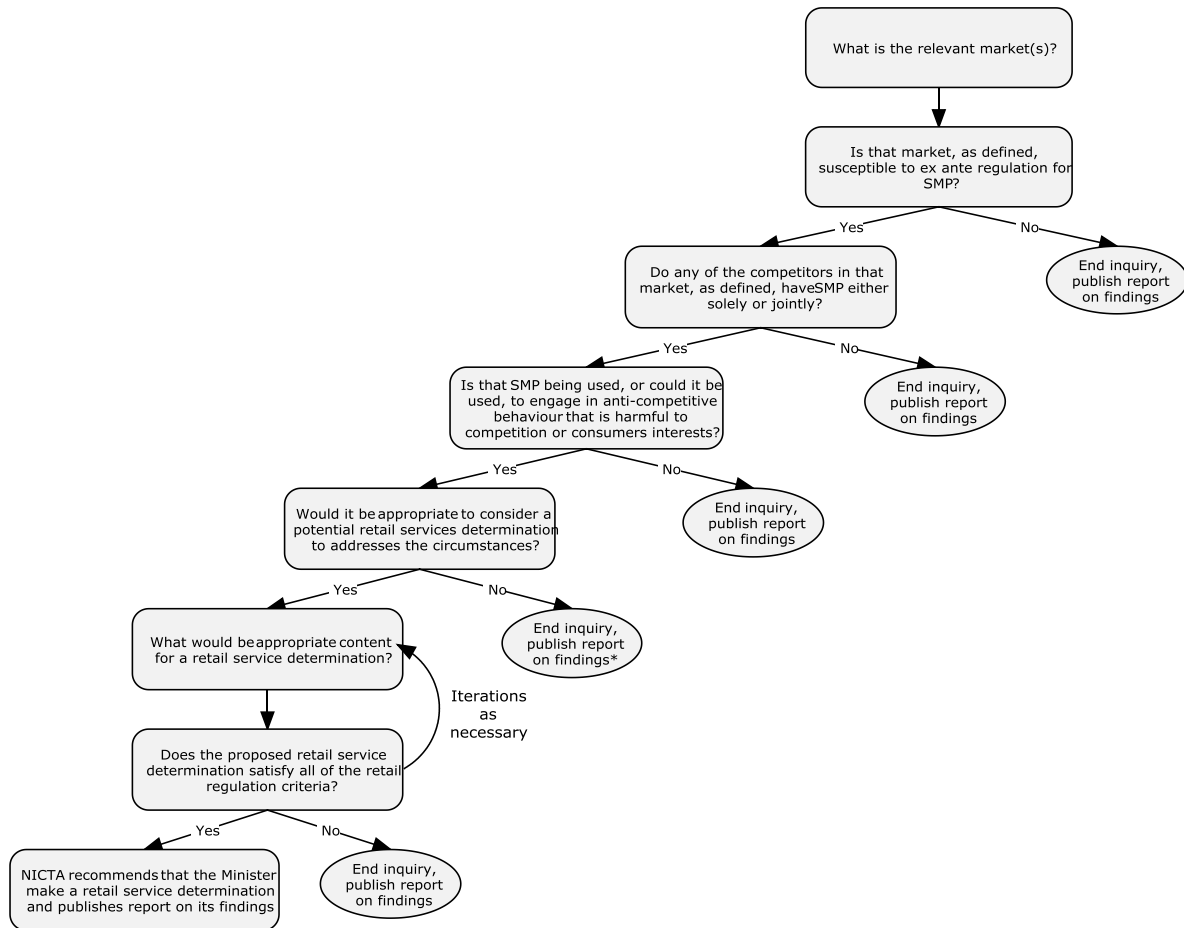 What is the relevant market(s)?
Is that market, as defined,
susceptible to ex ante regulation for
SMP?
Yes
No
Do any of the competitors in that
market, as defined, haveSMP either
solely or jointly?
End inquiry,
publish report
on findings
Yes
No
Is that SMP being used, or could it be
used, to engage in anti-competitive
behaviour that is harmful to
competition or consumers interests?
End inquiry,
publish report
on findings
Yes
No
Would it be appropriate to consider a
potential retail services determination
to addresses the circumstances?
End inquiry,
publish report
on findings
Yes
No
What would be appropriate content
for a retail service determination?
End inquiry,
publish report
on findings*
Iterations
as
necessary
Does the proposed retail service
determination satisfy all of the retail
regulation criteria?
Yes
No
NICTA recommends that the Minister
make a retail service determination
and publishes report on its findings
End inquiry,
publish report
on findings